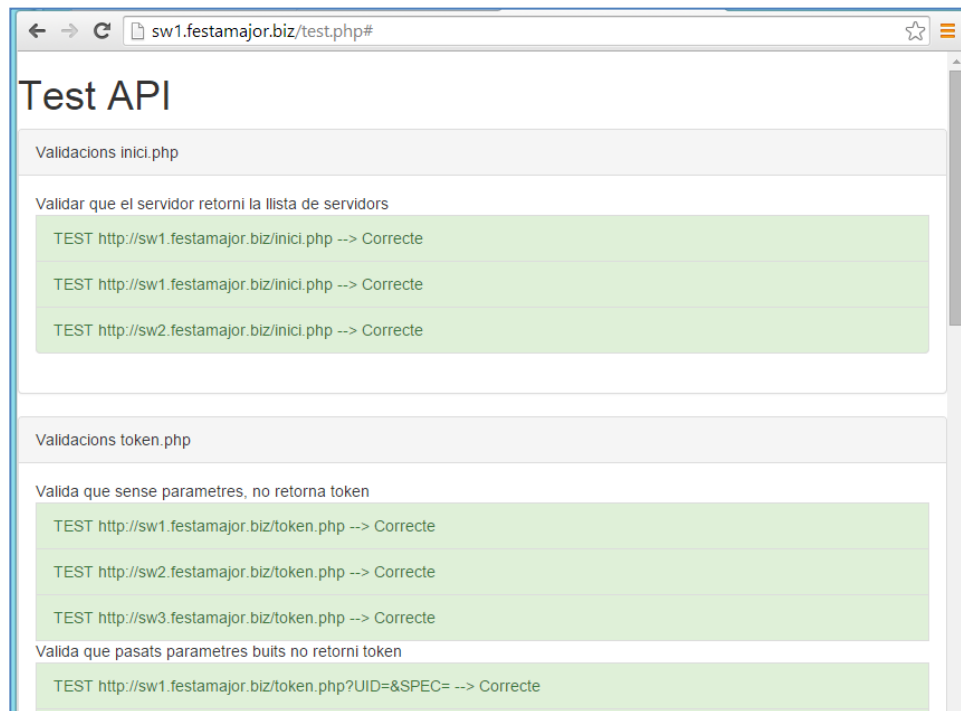 sw1.festamajor.biz/test.php#
Test API
Validacions inici.php
Validar que el servidor retorni la llista de servidors
TEST http://sw1.festamajor.biz/inici.php --> Correcte
TEST http://sw1.festamajor.biz/inici.php --> Correcte
TEST http://sw2.festamajor.biz/inici.php --> Correcte
Validacions token.php
Valida que sense parametres, no retorna token
TEST http://sw1.festamajor.biz/token.php --> Correcte
TEST http://sw2.festamajor.biz/token.php --> Correcte
TEST http://sw3.festamajor.biz/token.php --> Correcte
Valida que pasats parametres buits no retorni token
TEST http://sw1.festamajor.biz/token.php?UID=&SPEC= --> Correcte